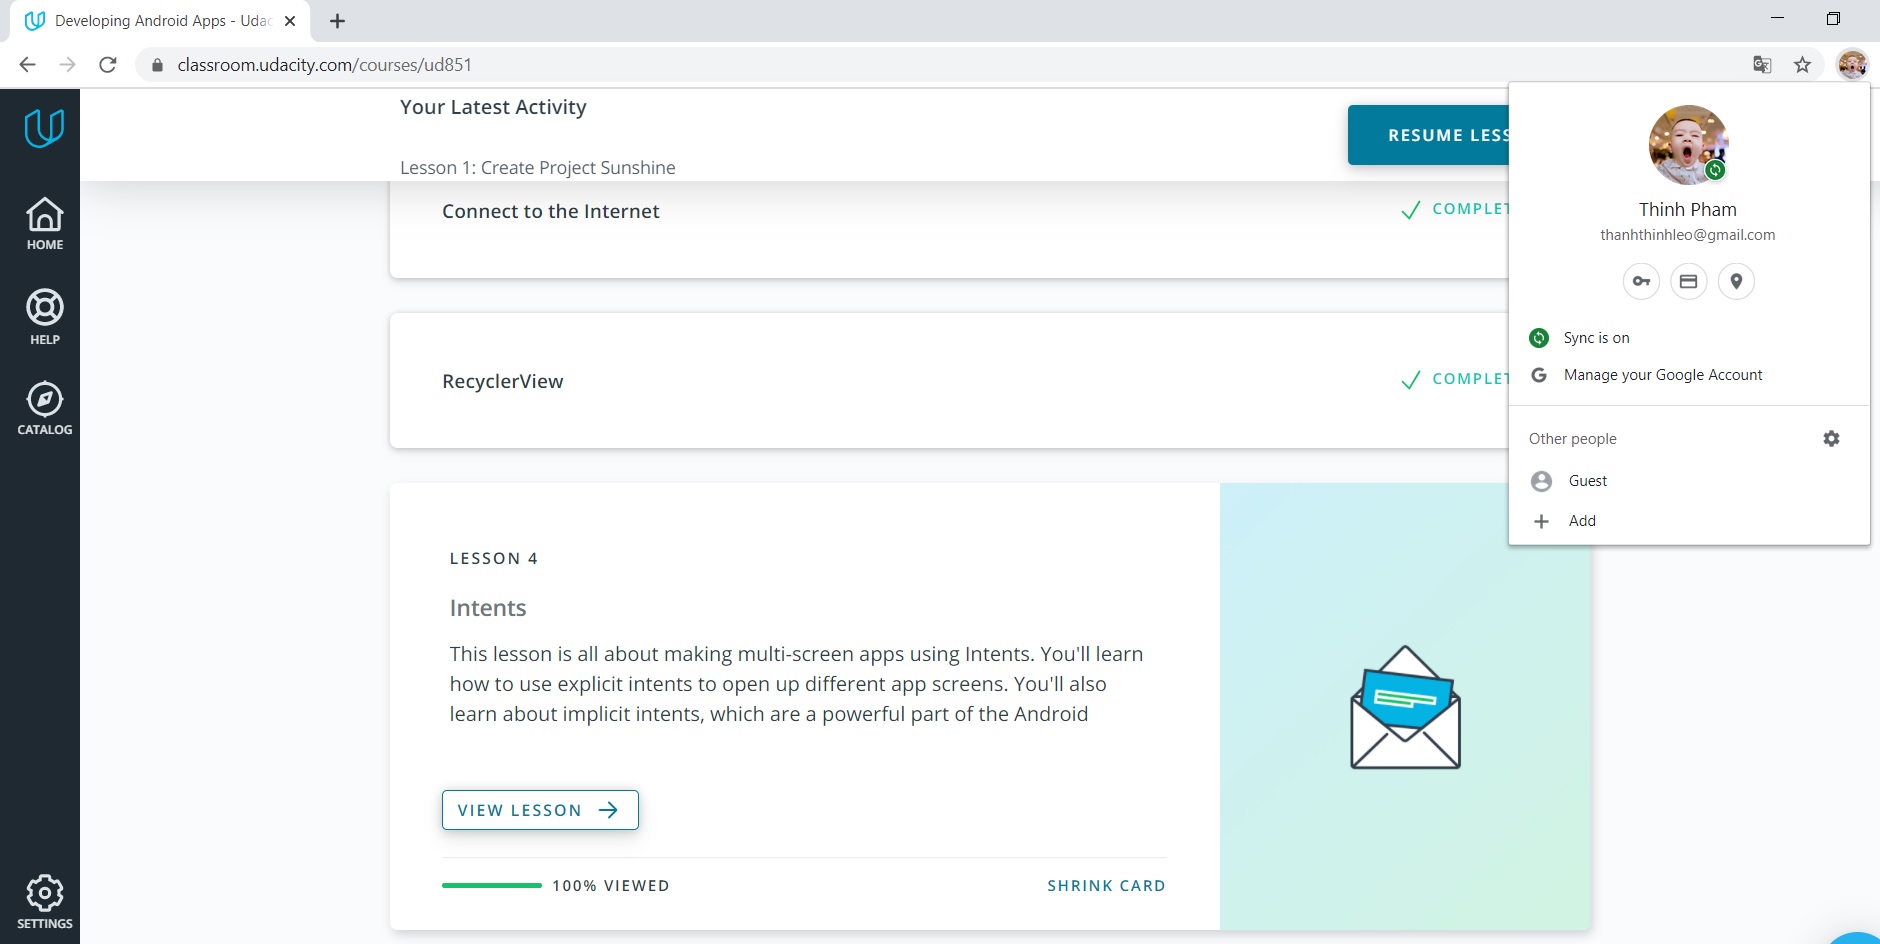 Developing Android Apps - Udac
classroom.udacity.com/courses/ud851
Your Latest Activity
RESUME LESS
Lesson 1: Create Project Sunshine
Connect to the Internet
COMPLET
RecyclerView
COMPLET
LESSON 4
Intents
This lesson is all about making multi-screen apps using Intents. You'll learn
how to use explicit intents to open up different app screens. You'll also
learn about implicit intents, which are a powerful part of the Android
VIEW LESSON
100% VIEWED
SHRINK CARD
HOME
HELP
CATALOG
SETTINGS
Thinh Pham
thanhthinhleo@gmail.com
Sync is on
G Manage your Google Account
Other people
Guest
Add